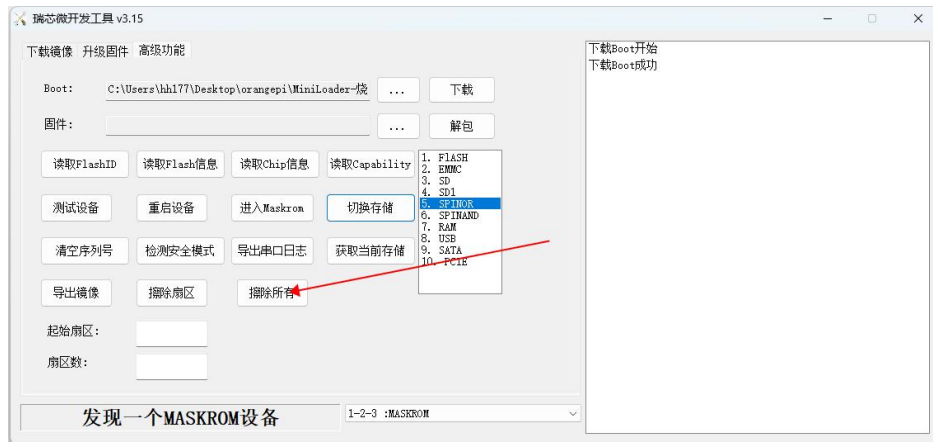 瑞芯微开发工具 v3.15
下载镜像 升级固件 高级功能
Boot: C:\Users\hh177\Desktop\orangepi\MiniLoader-烧 ... 下载
固件: ... 解包
读取FlashID 读取Flash信息 读取Chip信息 读取Capability
测试设备 重启设备 进入Maskrom 切换存储
清空序列号 检测安全模式 导出串口日志 获取当前存储
导出镜像 擦除扇区 擦除所有
起始扇区:
扇区数:
1. FlASH
2. EMMC
3. SD
4. SD1
5. SPINOR
6. SPINAND
7. RAM
8. USB
9. SATA
10. PCIE
发现一个MASKROM设备 1-2-3 :MASKROM
下载Boot开始
下载Boot成功